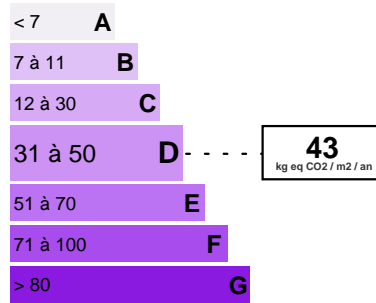 < 7 A
7 à 11 B
12 à 30 C
31 à 50 D - - - - 43
kg eq CO2 / m2 / an
51 à 70 E
71 à 100 F
> 80 G